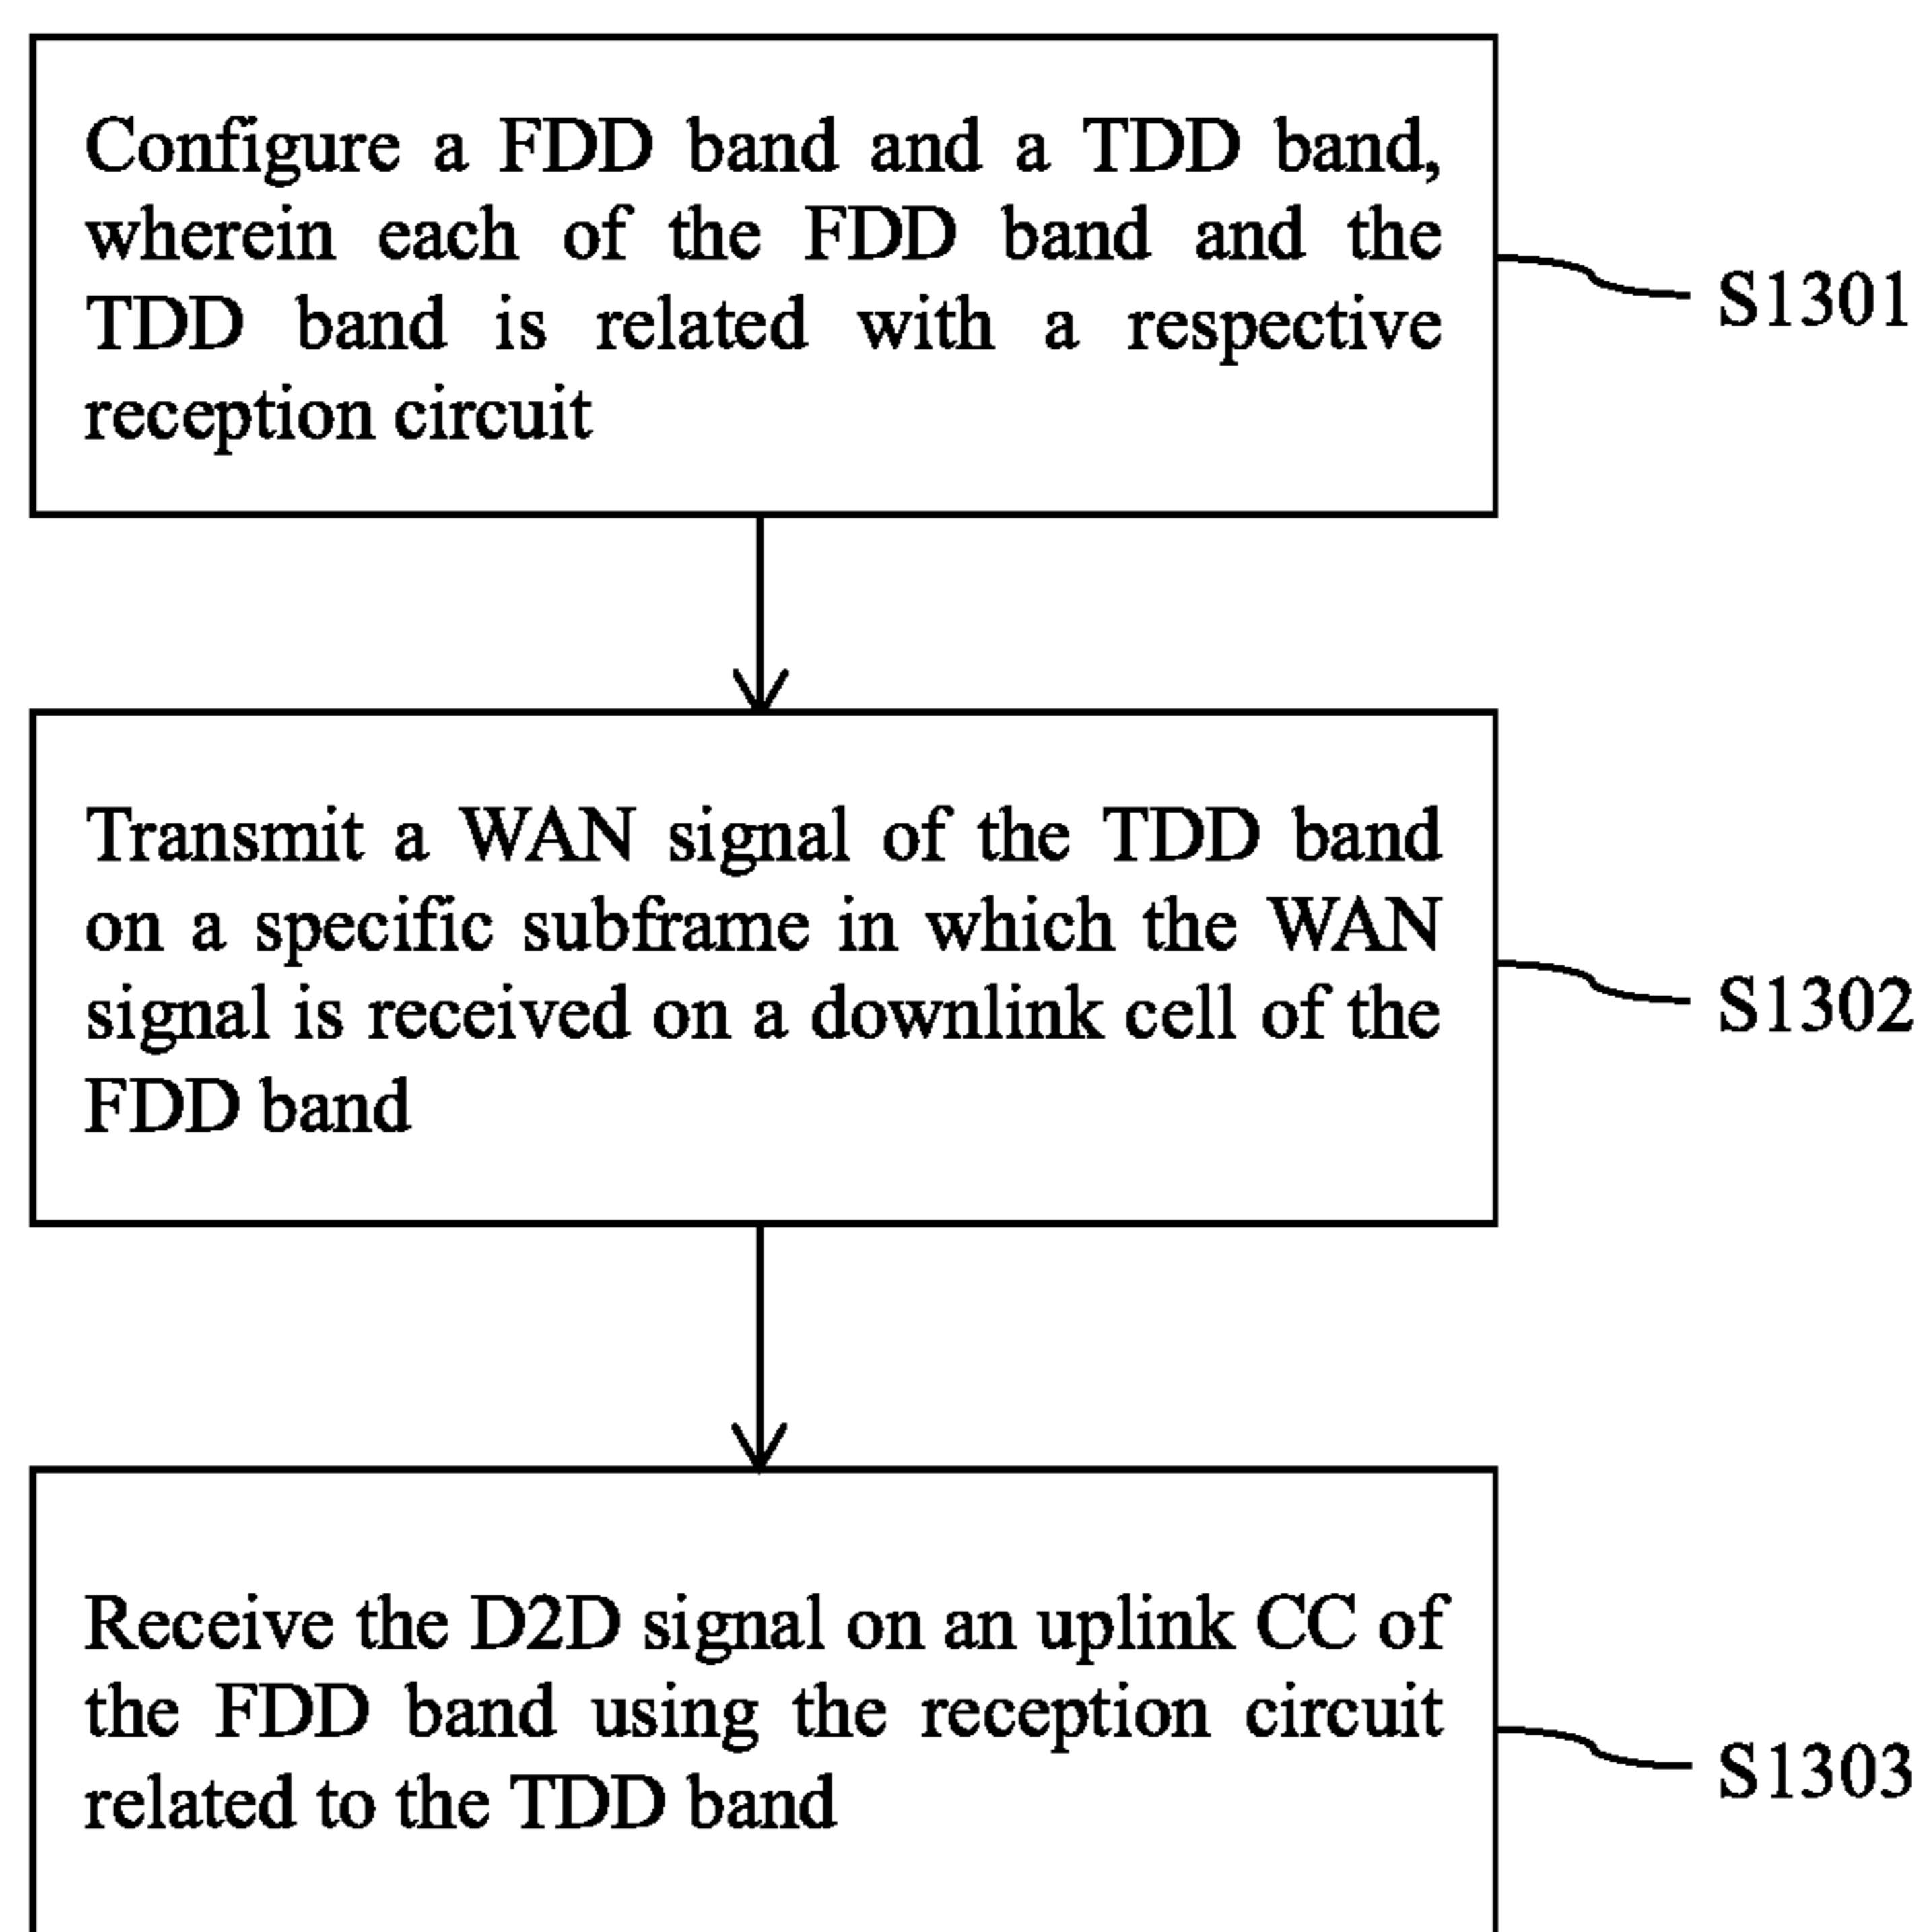 Configure a FDD band and a TDD band,
wherein each of the FDD band and the
TDD band is related with a respective
reception circuit
S1301
Transmit a WAN signal of the TDD band
on a specific subframe in which the WAN
signal is received on a downlink cell of the
FDD band
S1302
Receive the D2D signal on an uplink CC of
the FDD band using the reception circuit
related to the TDD band
S1303